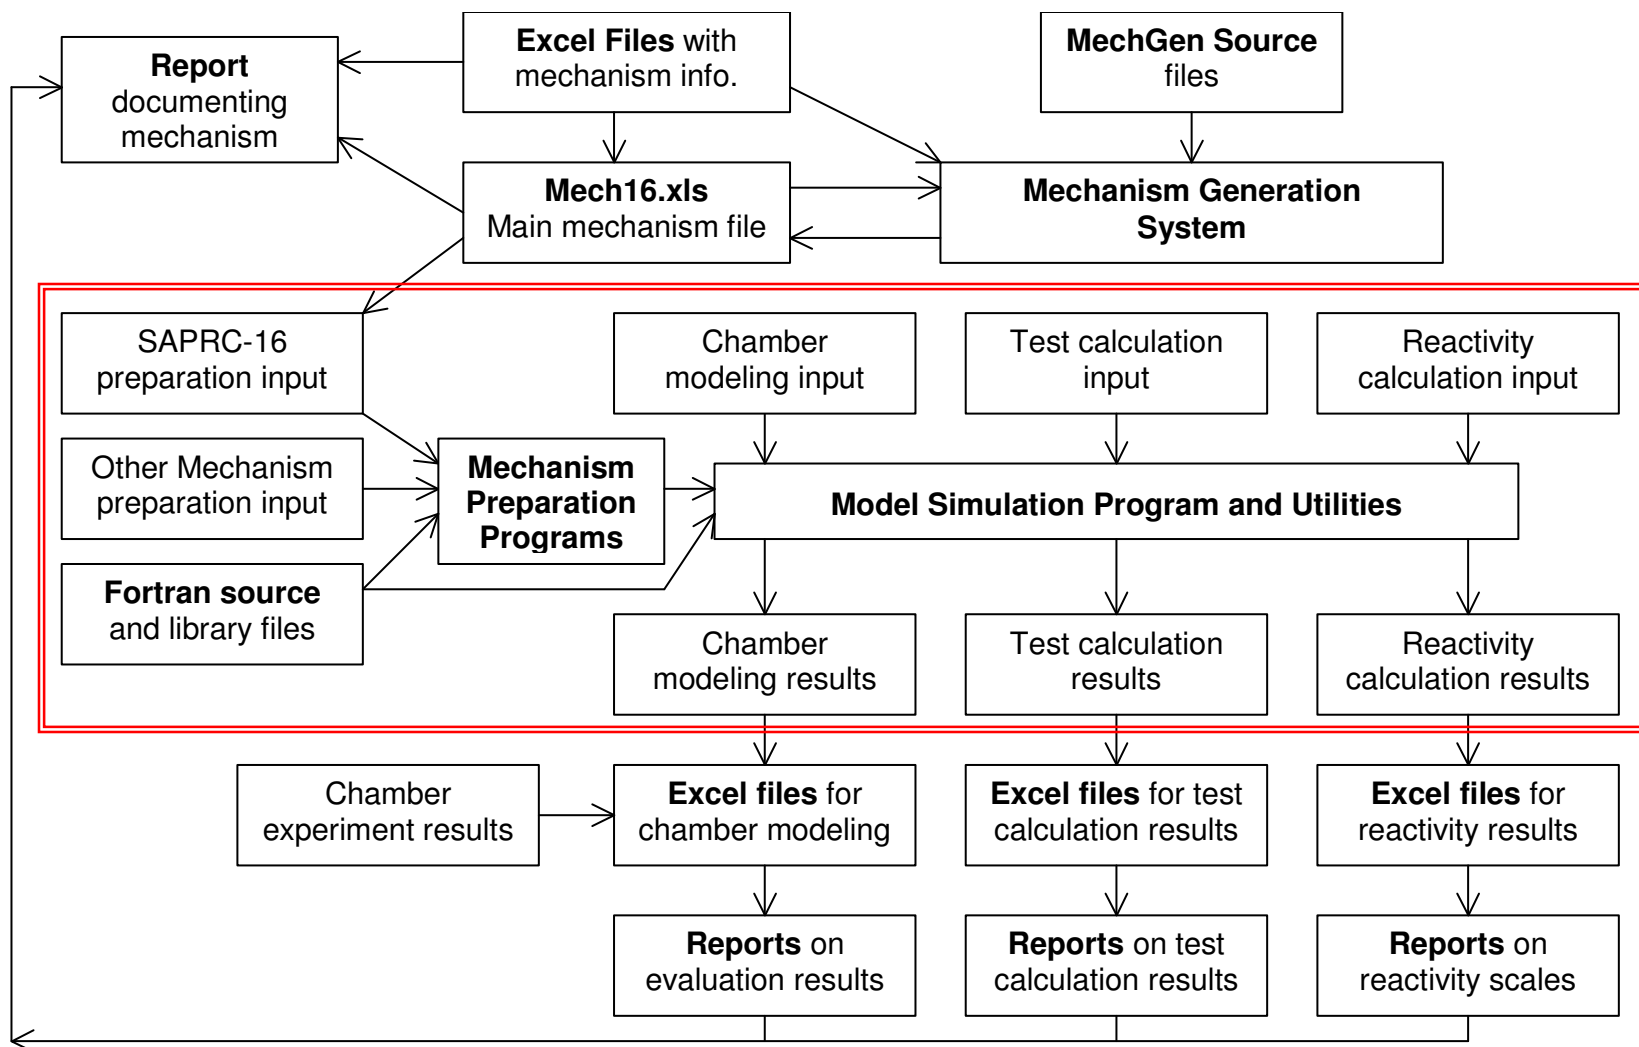 Report
documenting
mechanism
Excel Files with
mechanism info.
MechGen Source
files
Mech16.xls
Main mechanism file
Mechanism Generation
System
SAPRC-16
preparation input
Chamber
modeling input
Test calculation
input
Reactivity
calculation input
Other Mechanism
preparation input
Mechanism
Preparation
Programs
Model Simulation Program and Utilities
Fortran source
and library files
Chamber
modeling results
Test calculation
results
Reactivity
calculation results
Chamber
experiment results
Excel files for
chamber modeling
Excel files for test
calculation results
Excel files for
reactivity results
Reports on
evaluation results
Reports on test
calculation results
Reports on
reactivity scales